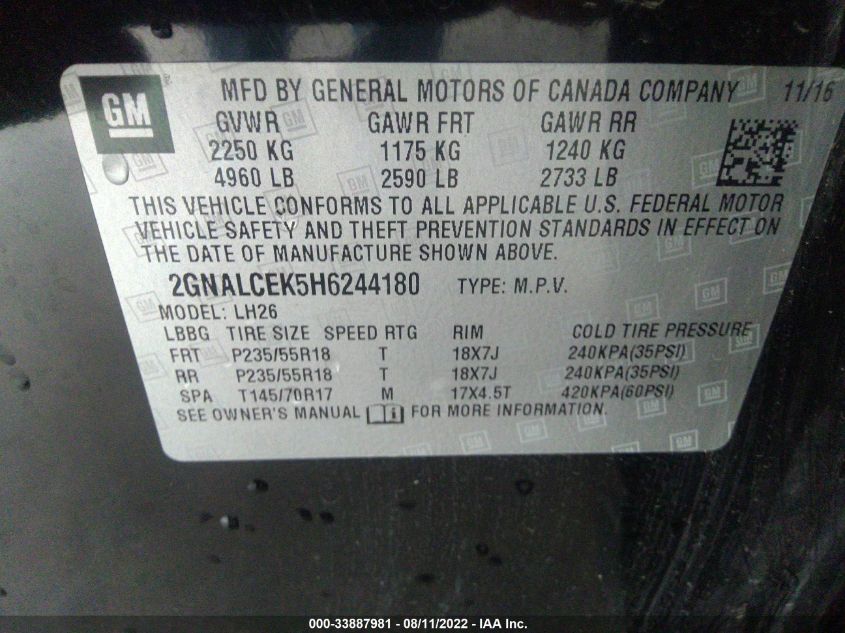 GM MFD BY GENERAL MOTORS OF CANADA COMPANY 11/16
GVWR GAWR FRT GAWR RR
2250 KG 1175 KG 1240 KG
4960 LB 2590 LB 2733 LB
THIS VEHICLE CONFORMS TO ALL APPLICABLE U.S. FEDERAL MOTOR
VEHICLE SAFETY AND THEFT PREVENTION STANDARDS IN EFFECT ON
THE DATE OF MANUFACTURE SHOWN ABOVE.
2GNALCEK5H6244180 TYPE: M.P.V.
MODEL: LH26
LBBG TIRE SIZE SPEED RTG RIM COLD TIRE PRESSURE
FRT P235/55R18 T 18X7J 240KPA(35PSI)
RR P235/55R18 T 18X7J 240KPA(35PSI)
SPA T145/70R17 M 17X4.5T 420KPA(60PSI)
SEE OWNER'S MANUAL FOR MORE INFORMATION.
000-33887981 - 08/11/2022 - IAA Inc.